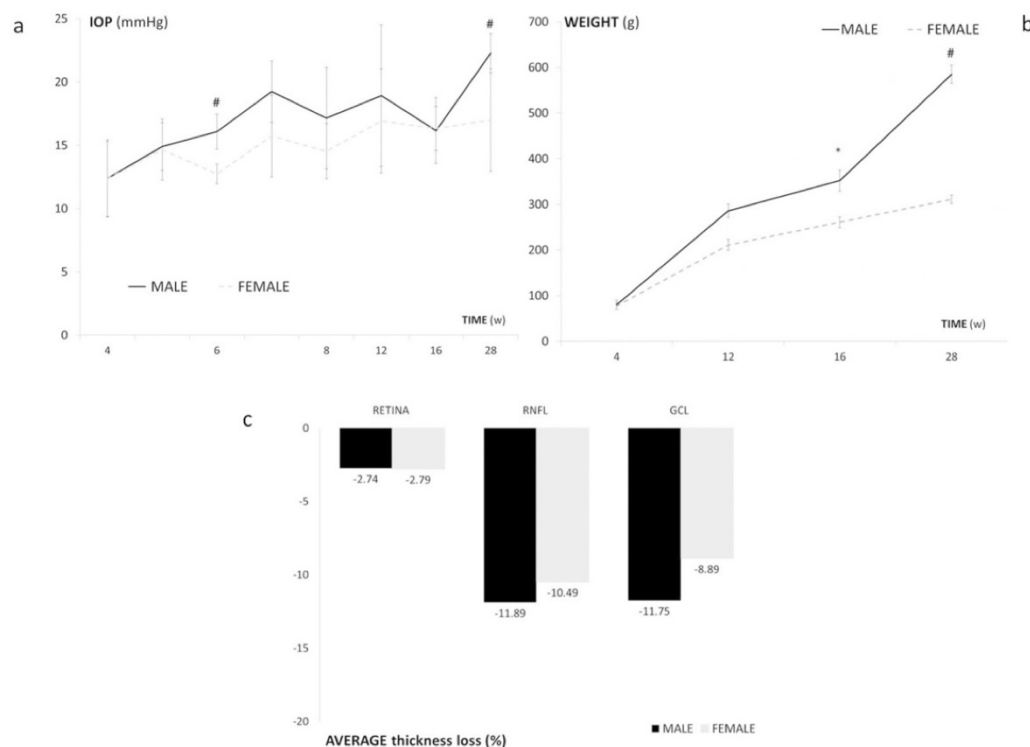 a
IOP (mmHg)
25
20
15
10
5
0
#
#
MALE FEMALE
TIME (w)
4 6 8 12 16 28
b
WEIGHT (g)
MALE FEMALE
700
600
500
400
300
200
100
0
#
*
TIME (w)
4 12 16 28
c
RETINA RNFL GCL
0
-5
-10
-15
-20
-2.74 -2.79
-11.89 -10.49
-11.75 -8.89
AVERAGE thickness loss (%)
MALE FEMALE